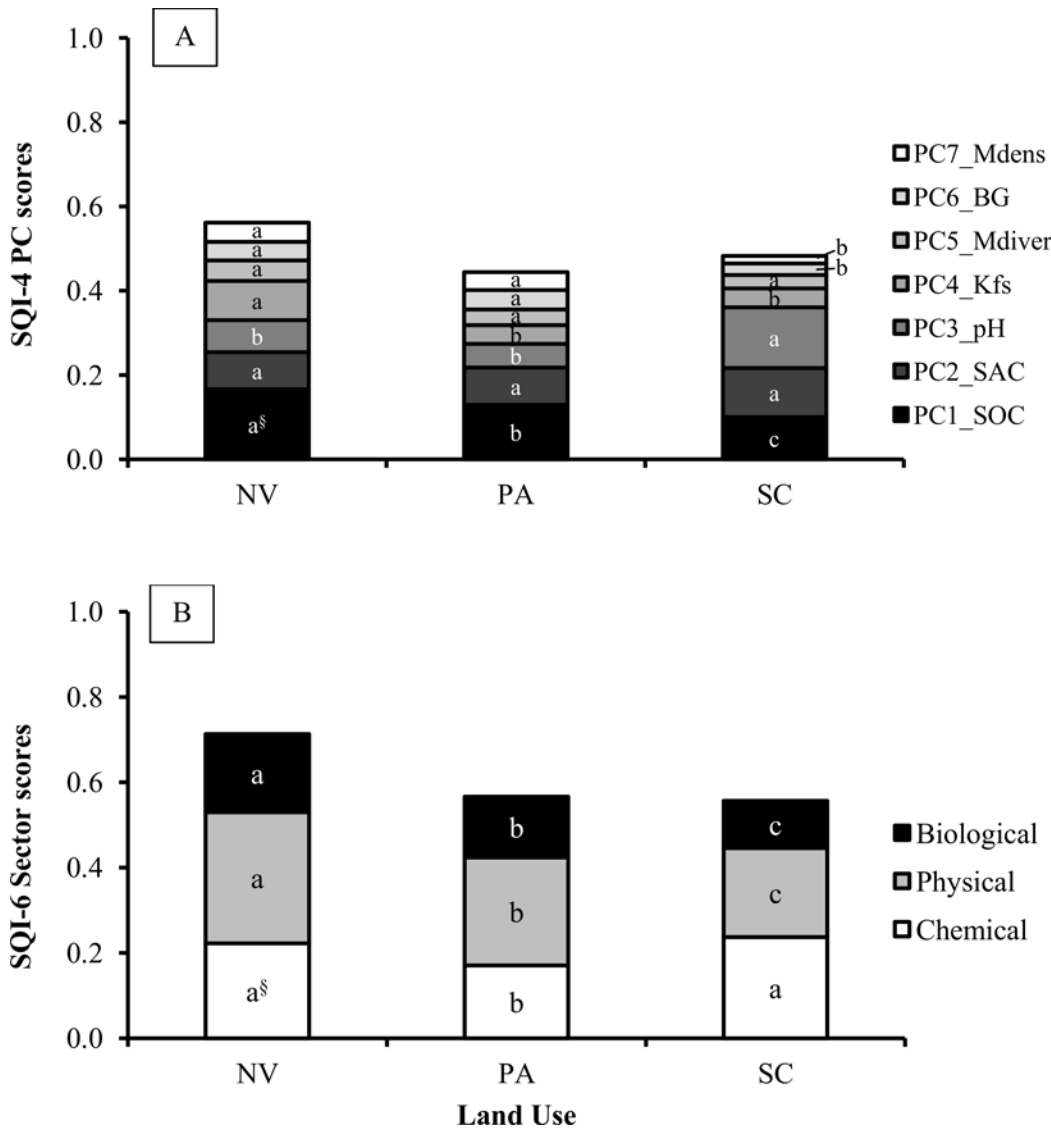 A
SQI-4 PC scores
1.0
0.8
0.6
0.4
0.2
0.0
a
a
a
a
b
a
a§
a
a
a
b
b
a
b
b
b
a
b
a
a
c
NV
PA
SC
PC7_Mdens
PC6_BG
PC5_Mdiver
PC4_Kfs
PC3_pH
PC2_SAC
PC1_SOC
B
SQI-6 Sector scores
1.0
0.8
0.6
0.4
0.2
0.0
a
a
a§
b
b
b
c
c
a
NV
PA
SC
Biological
Physical
Chemical
Land Use